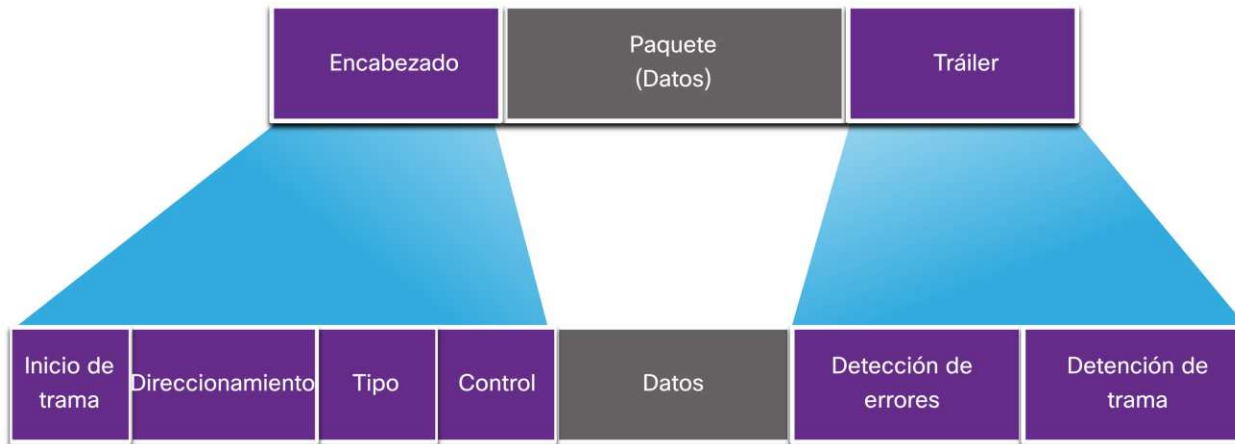 Encabezado
Paquete
(Datos)
Tráiler
Inicio de
trama
Direccionamiento
Tipo
Control
Datos
Detección de
errores
Detención de
trama